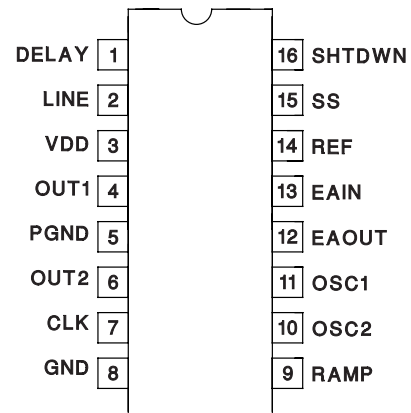 DELAY 1 16 SHTDWN
LINE 2 15 SS
VDD 3 14 REF
OUT1 4 13 EAIN
PGND 5 12 EAOUT
OUT2 6 11 OSC1
CLK 7 10 OSC2
GND 8 9 RAMP